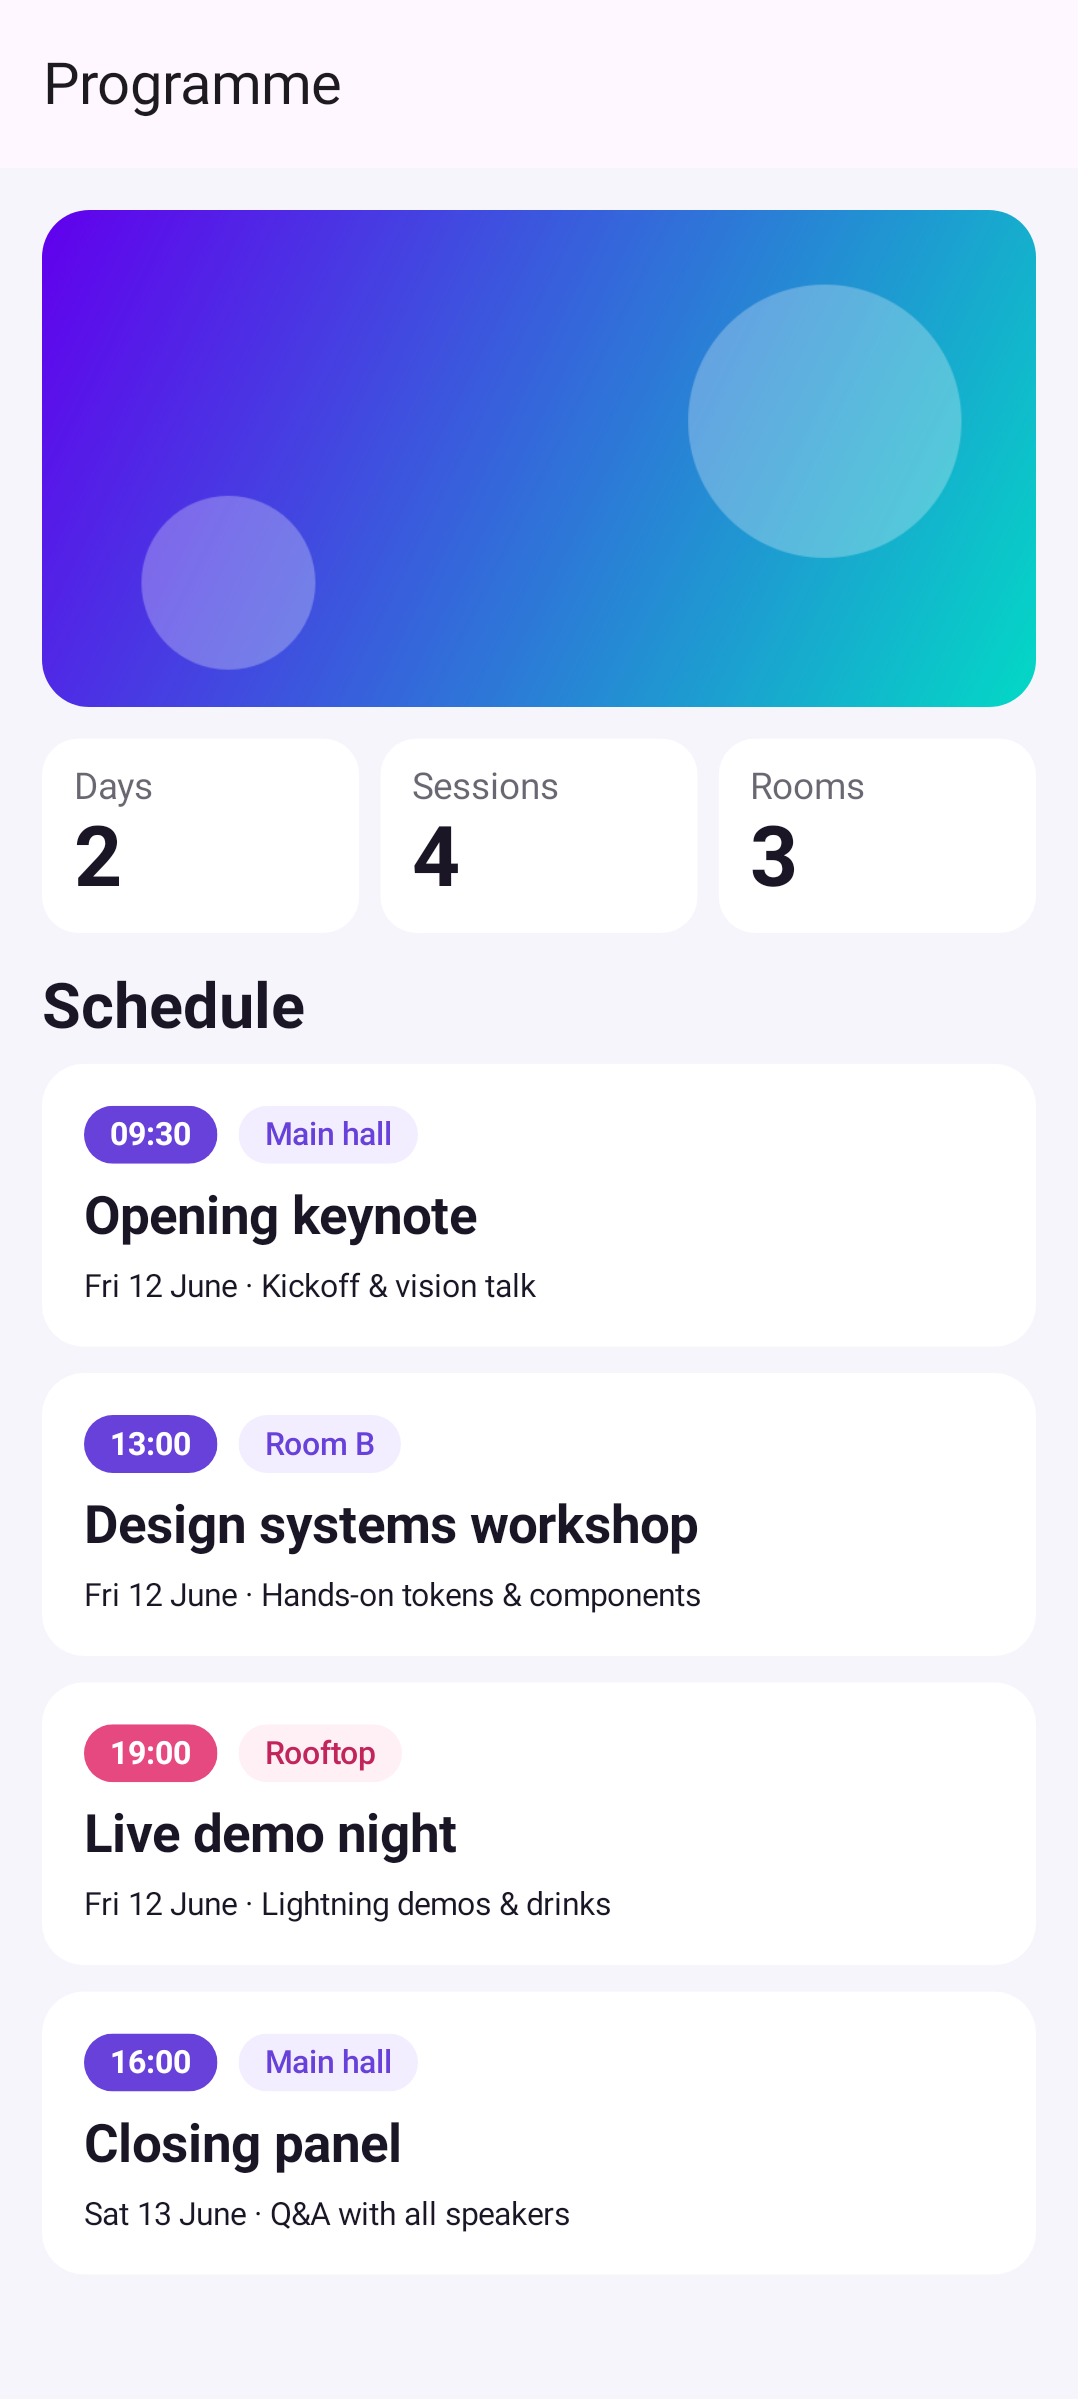 Programme
Days
2
Sessions
4
Rooms
3
Schedule
09:30 Main hall
Opening keynote
Fri 12 June · Kickoff & vision talk
13:00 Room B
Design systems workshop
Fri 12 June · Hands-on tokens & components
19:00 Rooftop
Live demo night
Fri 12 June · Lightning demos & drinks
16:00 Main hall
Closing panel
Sat 13 June · Q&A with all speakers